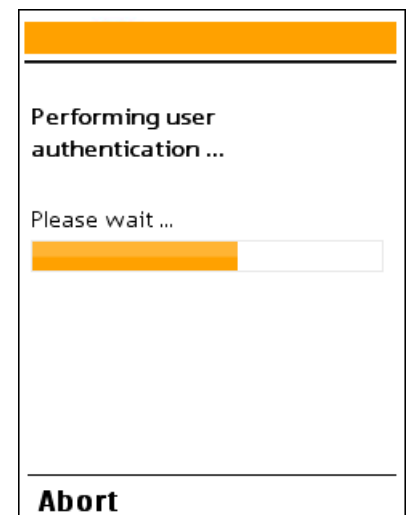 Performing user
authentication ...
Please wait ...
Abort